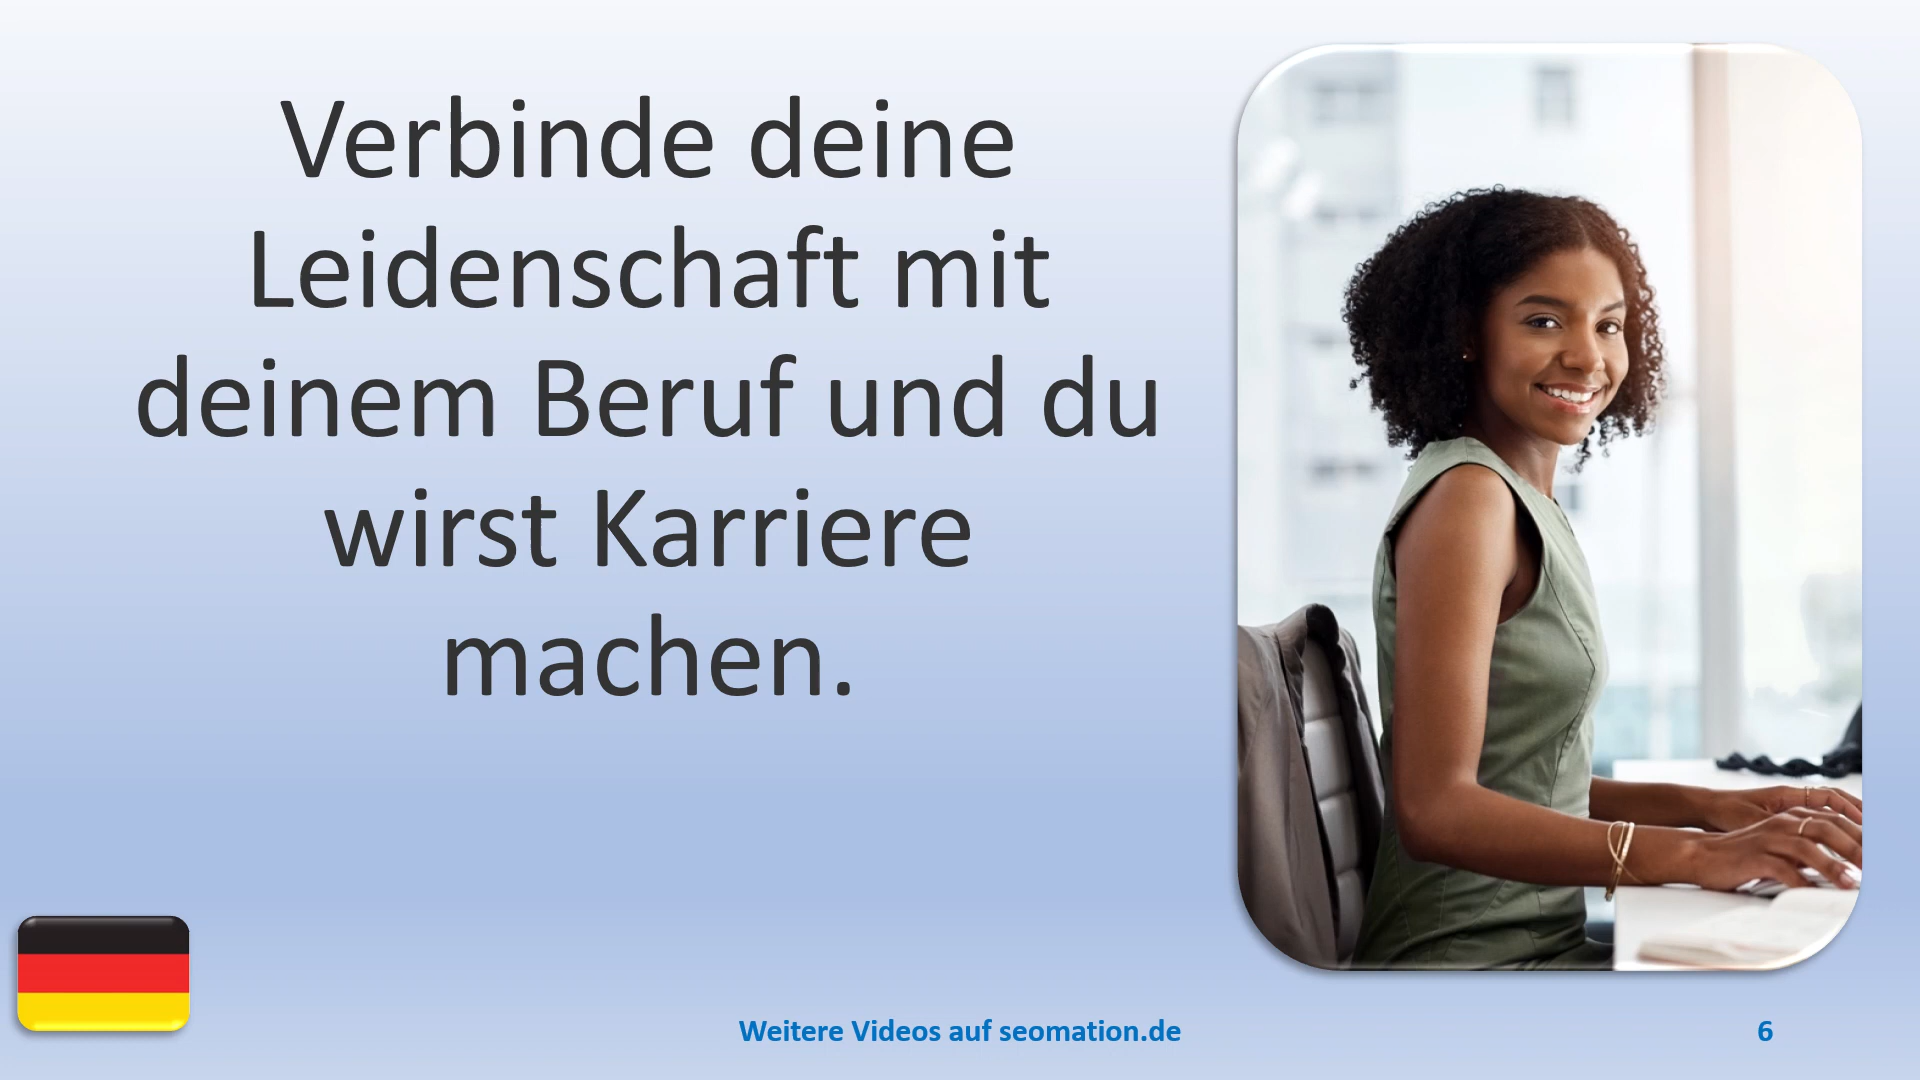 Verbinde deine
Leidenschaft mit
deinem Beruf und du
wirst Karriere
machen.
Weitere Videos auf seomation.de
6